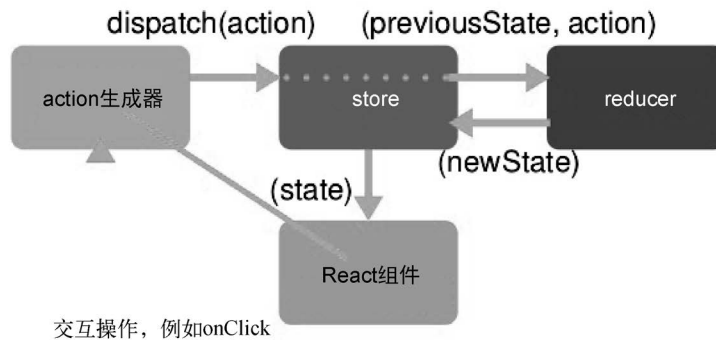 dispatch(action)
(previousState, action)
action生成器
store
reducer
(newState)
(state)
React组件
交互操作，例如onClick